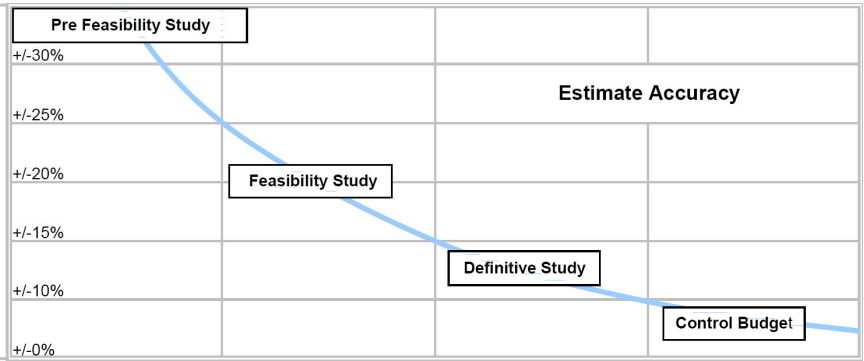 Pre Feasibility Study
+/-30%
Estimate Accuracy
+/-25%
+/-20%
Feasibility Study
+/-15%
Definitive Study
+/-10%
Control Budget
+/-0%